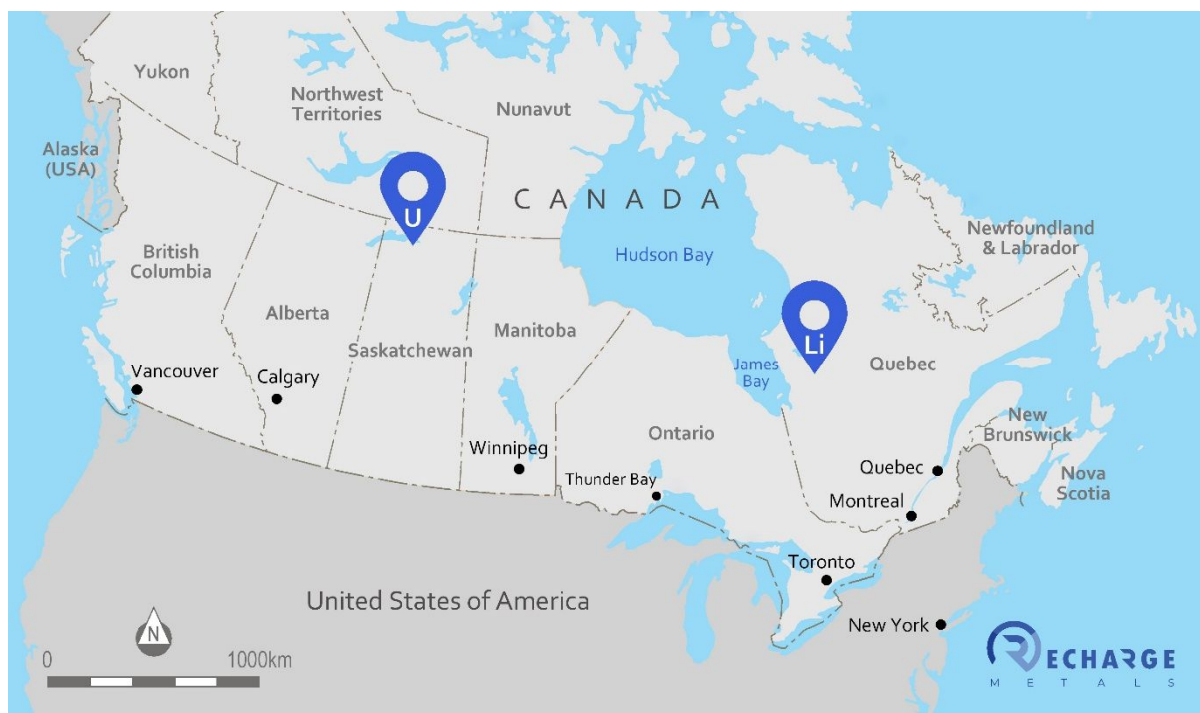 Yukon
Northwest
Territories
Nunavut
Alaska
(USA)
U
CANADA
Newfoundland
& Labrador
British
Columbia
Hudson Bay
Alberta
Manitoba
Saskatchewan
Li
James
Bay
Quebec
Vancouver
Calgary
New
Brunswick
Ontario
Winnipeg
Quebec
Nova
Scotia
Thunder Bay
Montreal
Toronto
United States of America
New York
N
0
1000km
RECHARGE
METALS